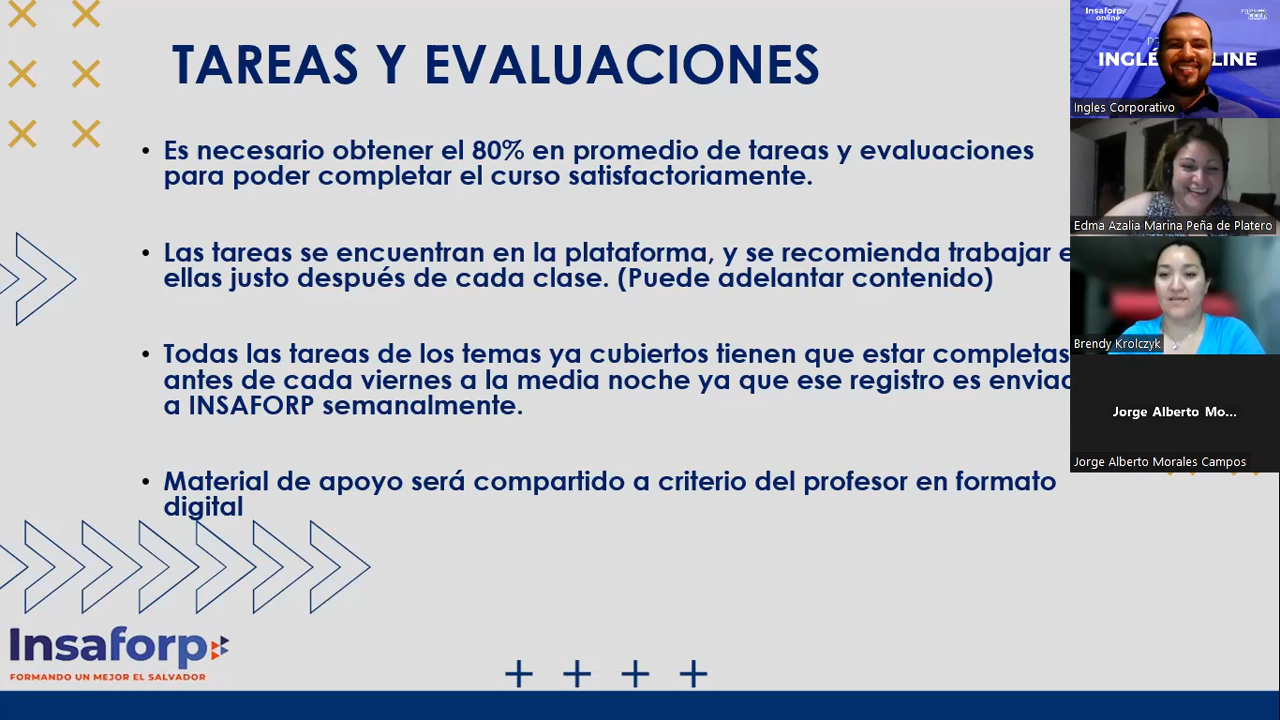 TAREAS Y EVALUACIONES
• Es necesario obtener el 80% en promedio de tareas y evaluaciones
para poder completar el curso satisfactoriamente.
• Las tareas se encuentran en la plataforma, y se recomienda trabajar e
ellas justo después de cada clase. (Puede adelantar contenido)
• Todas las tareas de los temas ya cubiertos tienen que estar completas
antes de cada viernes a la media noche ya que ese registro es enviad
a INSAFORP semanalmente.
• Material de apoyo será compartido a criterio del profesor en formato
digital
Insaforp
FORMANDO UN MEJOR EL SALVADOR
Insaforp
online
INGLÉ LINE
Ingles Corporativo
Edma Azalia Marina Peña de Platero
Brendy Krolczyk
Jorge Alberto Mo...
Jorge Alberto Morales Campos